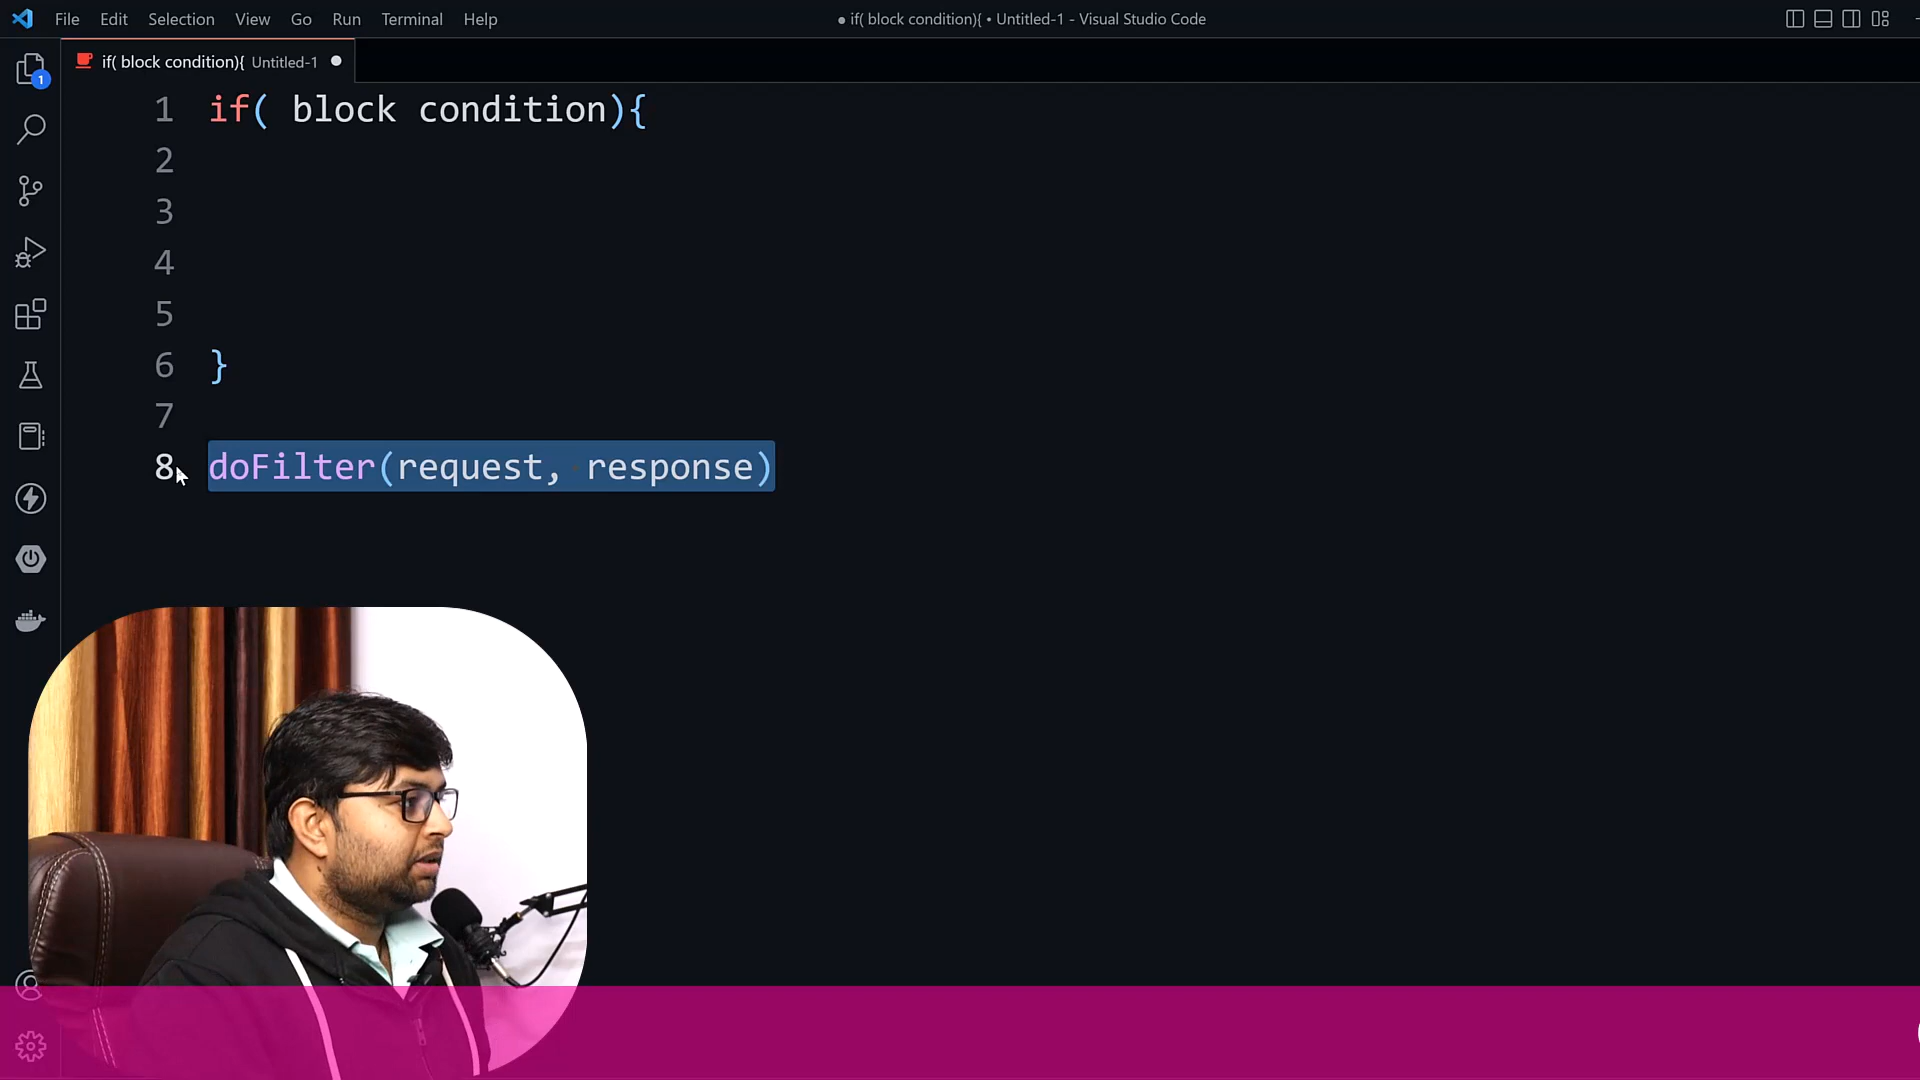 File Edit Selection View Go Run Terminal Help
● if( block condition){ • Untitled-1 - Visual Studio Code
1
if( block condition){ Untitled-1 ●
1 if( block condition){
2
3
4
5
6 }
7
8 doFilter(request, response)